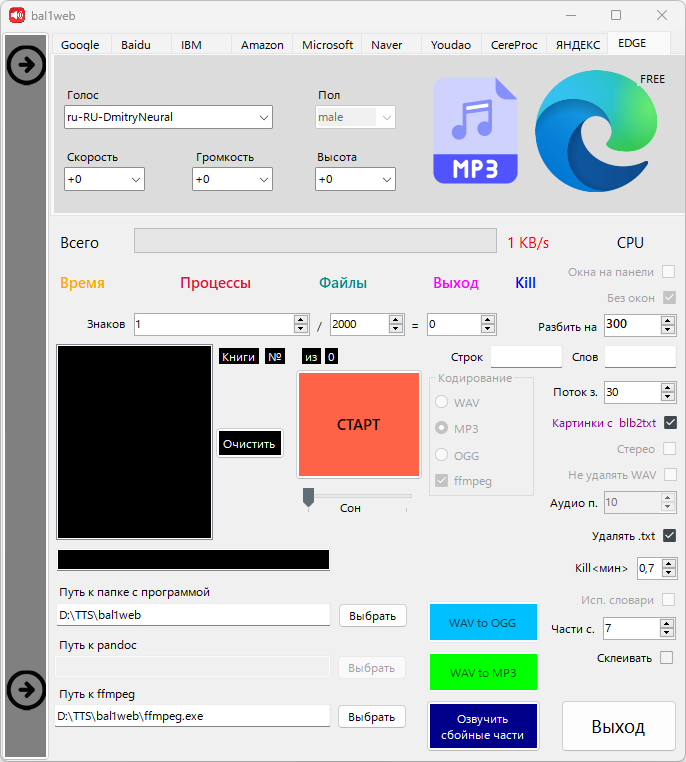 bal1web
Google Baidu IBM Amazon Microsoft Naver Youdao CereProc ЯНДЕКС EDGE
FREE
Голос Пол
ru-RU-DmitryNeural male
Скорость Громкость Высота
+0 +0 +0
MP3
Всего 1 KB/s CPU
Время Процессы Файлы Выход Kill
Окна на панели
Без окон
Знаков 1 / 2000 = 0 Разбить на 300
Книги № из 0 Строк Слов
Кодирование
WAV
MP3
OGG
ffmpeg
СТАРТ
Очистить
Сон
Поток з. 30
Картинки с blb2txt
Стерео
Не удалять WAV
Аудио п. 10
Удалять .txt
Kill<мин> 0,7
Исп. словари
Части с. 7
Склеивать
Путь к папке с программой
D:\TTS\bal1web Выбрать WAV to OGG
Путь к pandoc
Выбрать WAV to MP3
Путь к ffmpeg
D:\TTS\bal1web\ffmpeg.exe Выбрать
Озвучить
сбойные части
Выход